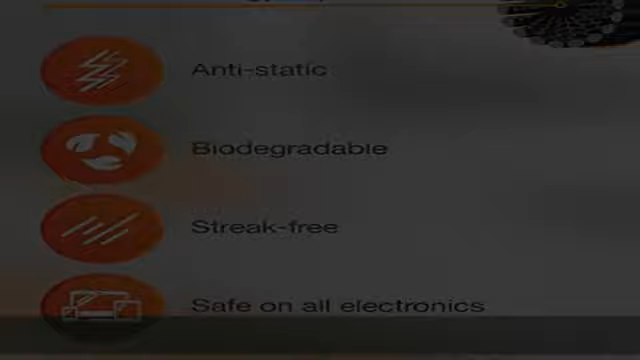 Anti-static
Biodegradable
Streak-free
Safe on all electronics